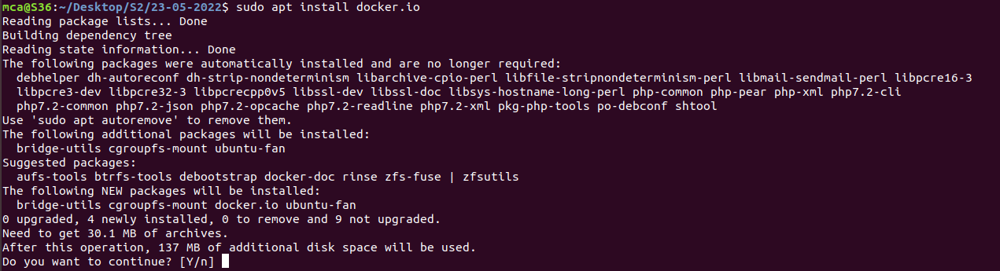 mca@S36:~/Desktop/S2/23-05-2022$ sudo apt install docker.io
Reading package lists... Done
Building dependency tree
Reading state information... Done
The following packages were automatically installed and are no longer required:
  debhelper dh-autoreconf dh-strip-nondeterminism libarchive-cpio-perl libfile-stripnondeterminism-perl libmail-sendmail-perl libpcre16-3
  libpcre3-dev libpcre32-3 libpcrecpp0v5 libssl-dev libssl-doc libsys-hostname-long-perl php-common php-pear php-xml php7.2-cli
  php7.2-common php7.2-json php7.2-opcache php7.2-readline php7.2-xml pkg-php-tools po-debconf shtool
Use 'sudo apt autoremove' to remove them.
The following additional packages will be installed:
  bridge-utils cgroupfs-mount ubuntu-fan
Suggested packages:
  aufs-tools btrfs-tools debootstrap docker-doc rinse zfs-fuse | zfsutils
The following NEW packages will be installed:
  bridge-utils cgroupfs-mount docker.io ubuntu-fan
0 upgraded, 4 newly installed, 0 to remove and 9 not upgraded.
Need to get 30.1 MB of archives.
After this operation, 137 MB of additional disk space will be used.
Do you want to continue? [Y/n]